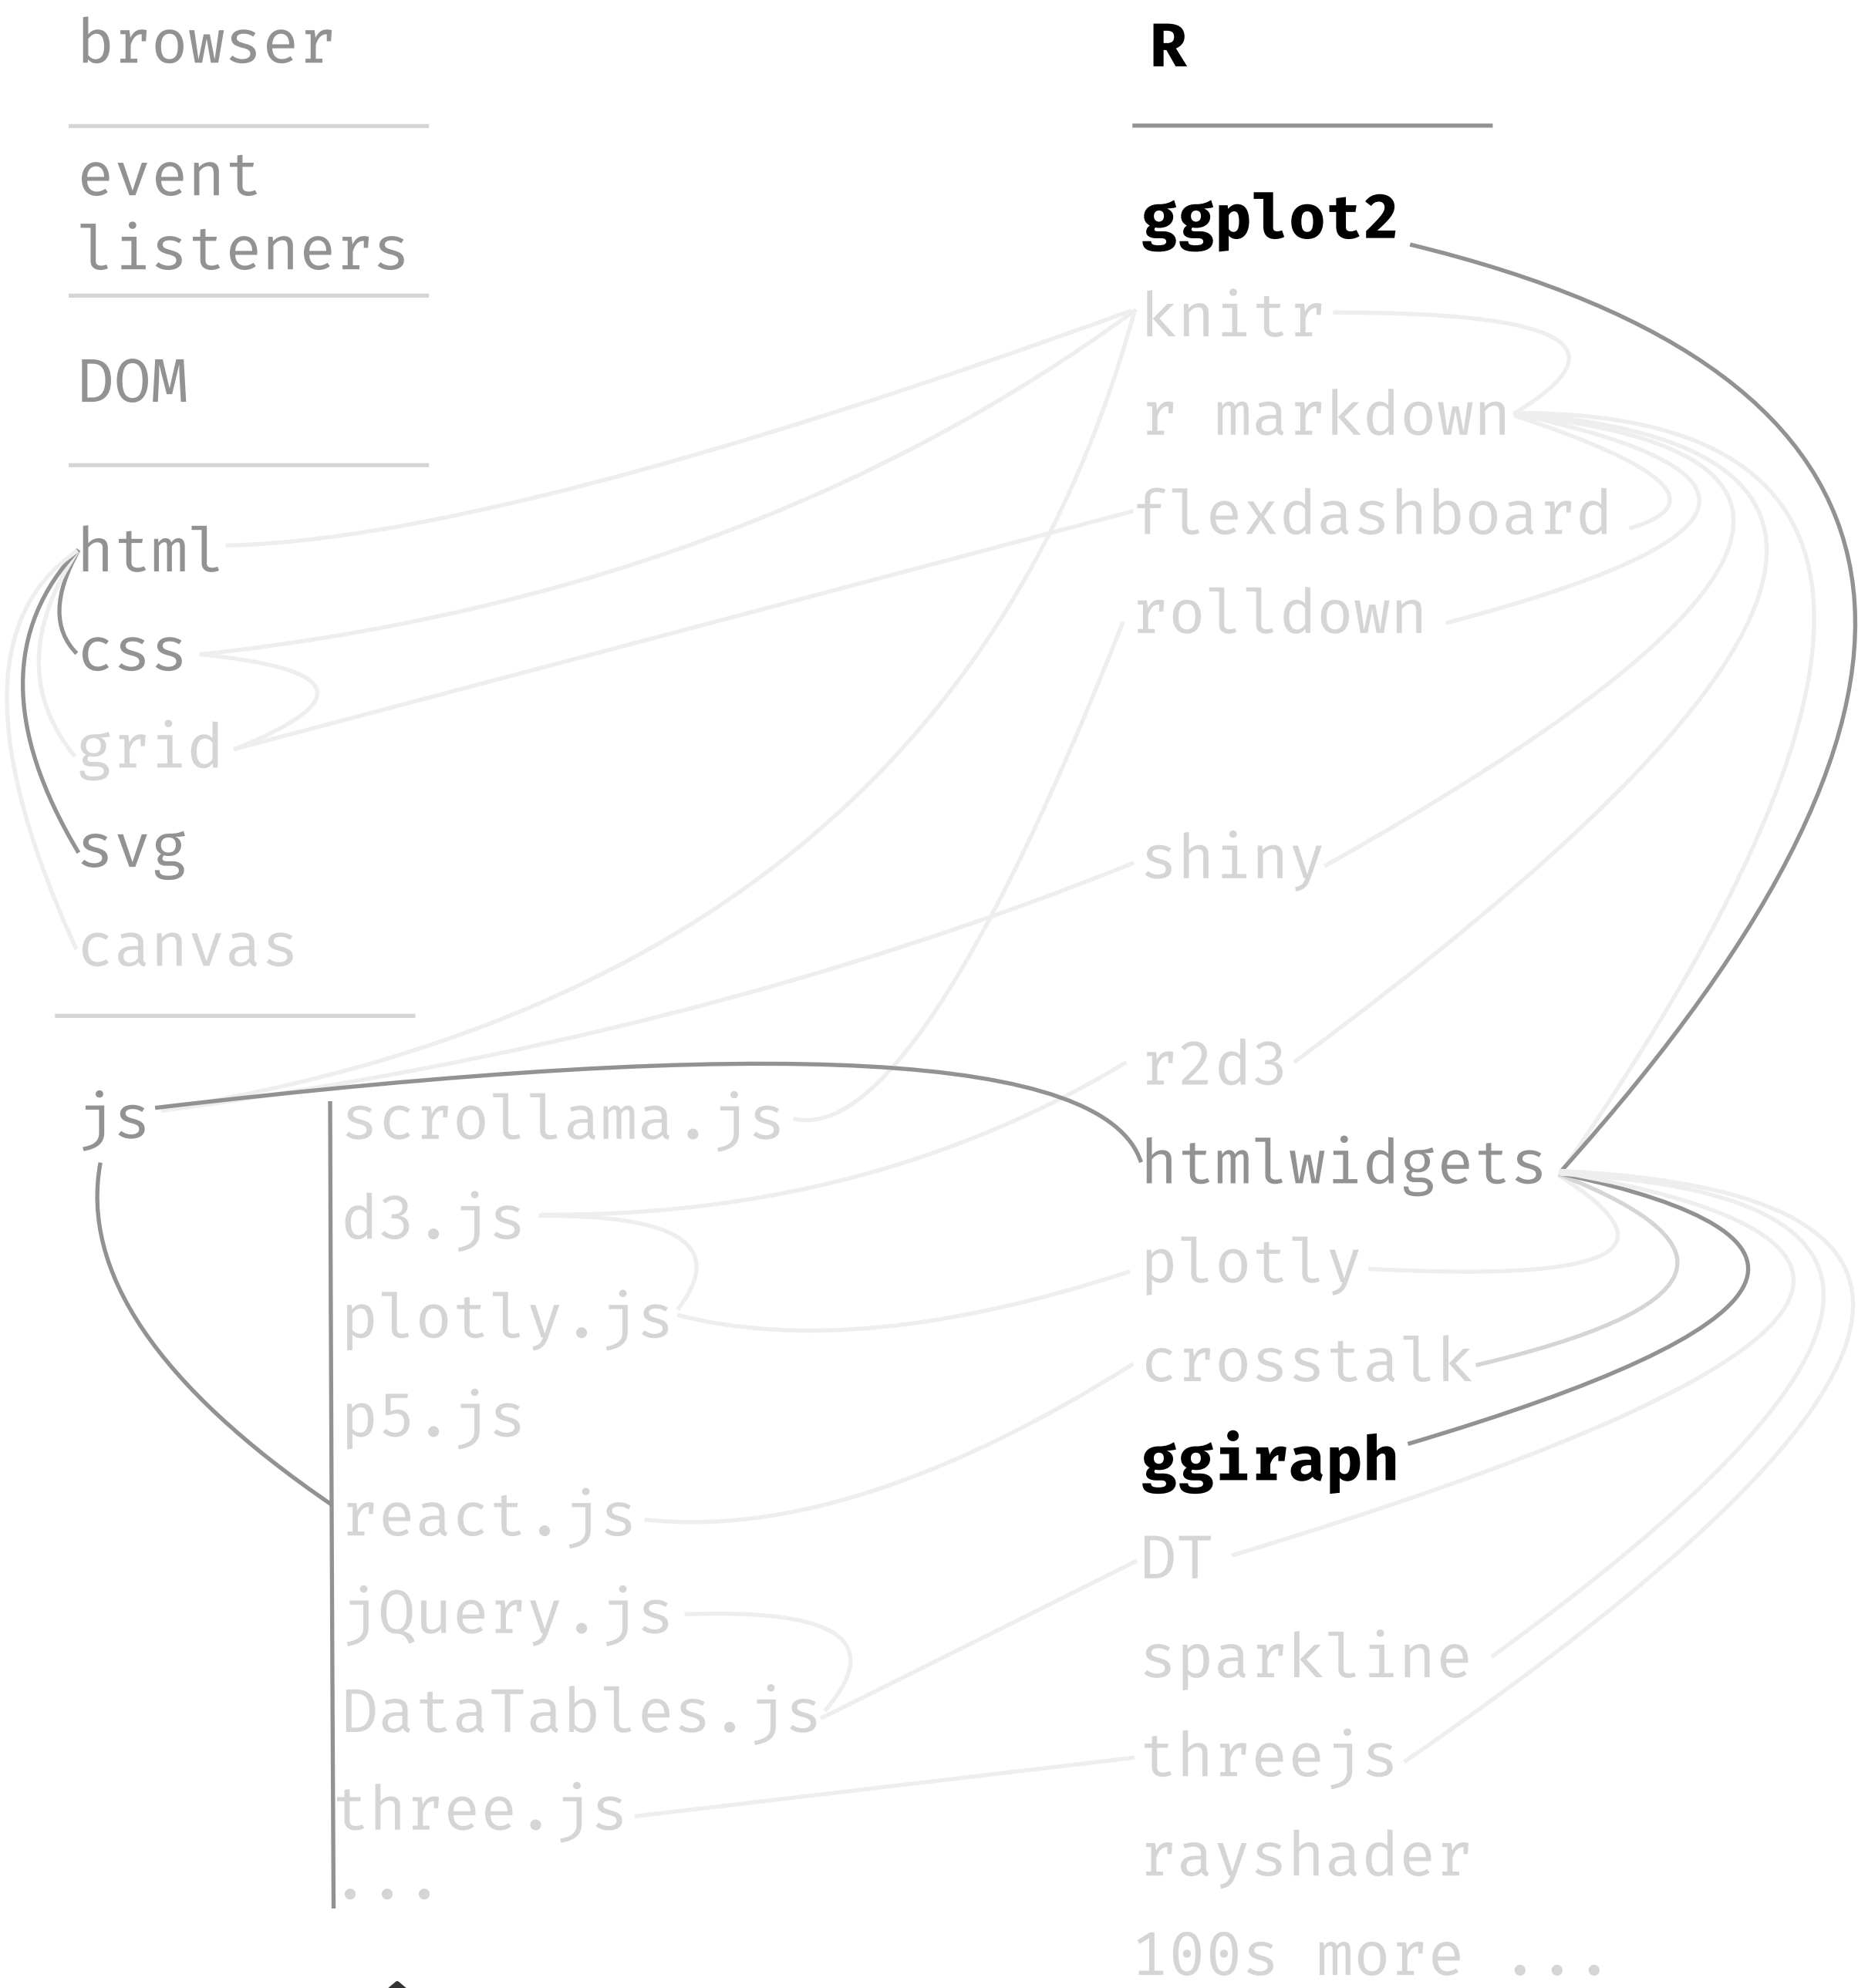 browser
event
listeners
DOM
html
css
grid
svg
canvas
js
scrollama.js
d3.js
plotly.js
p5.js
react.js
jQuery.js
DataTables.js
three.js
...
R
ggplot2
knitr
r markdown
flexdashboard
rolldown
shiny
r2d3
htmlwidgets
plotly
crosstalk
ggiraph
DT
sparkline
threejs
rayshader
100s more ...